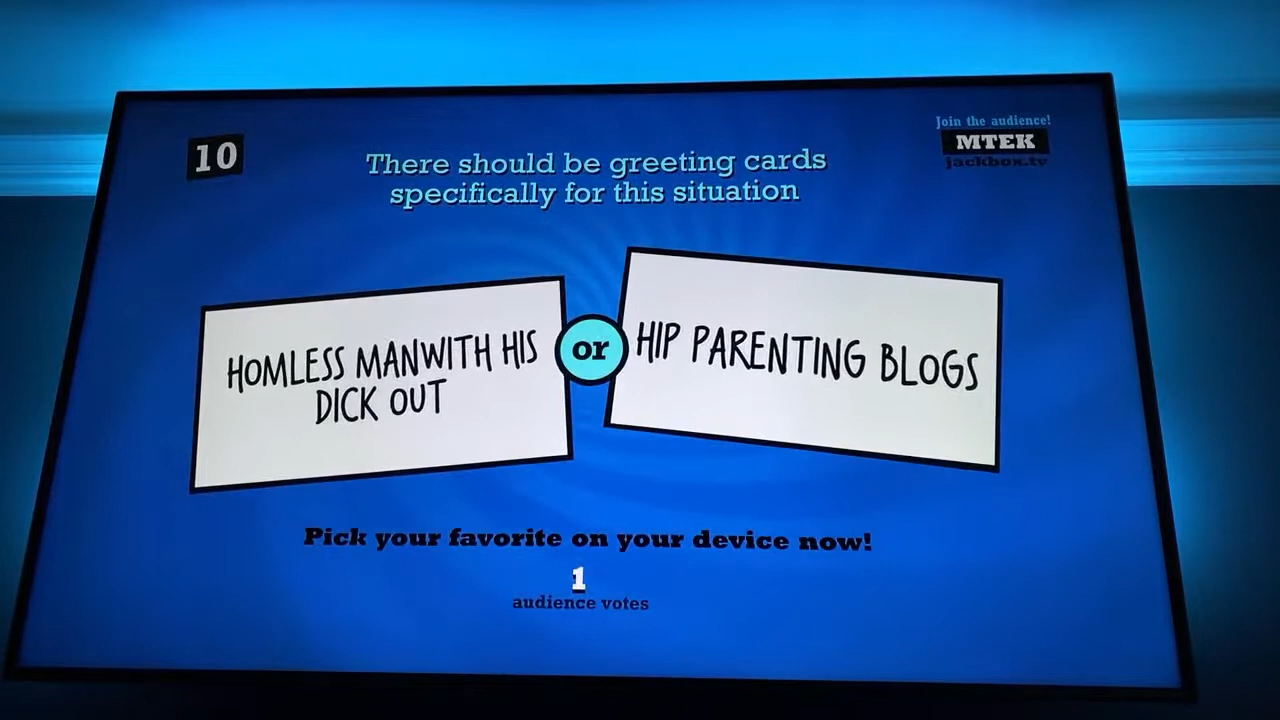 Join the audience!
10
MTEK
jackbox.tv
There should be greeting cards
specifically for this situation
HOMLESS MANWITH HIS
DICK OUT
or
HIP PARENTING BLOGS
Pick your favorite on your device now!
1
audience votes